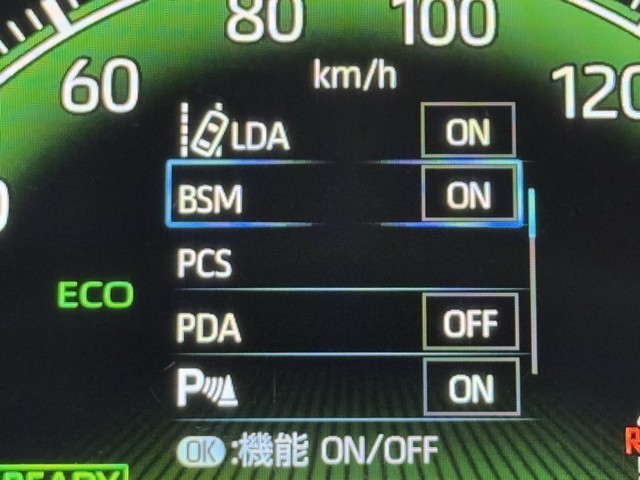 80 100
60 km/h 120
LDA ON
BSM ON
PCS
ECO
PDA OFF
P ON
OK :機能 ON/OFF
READY